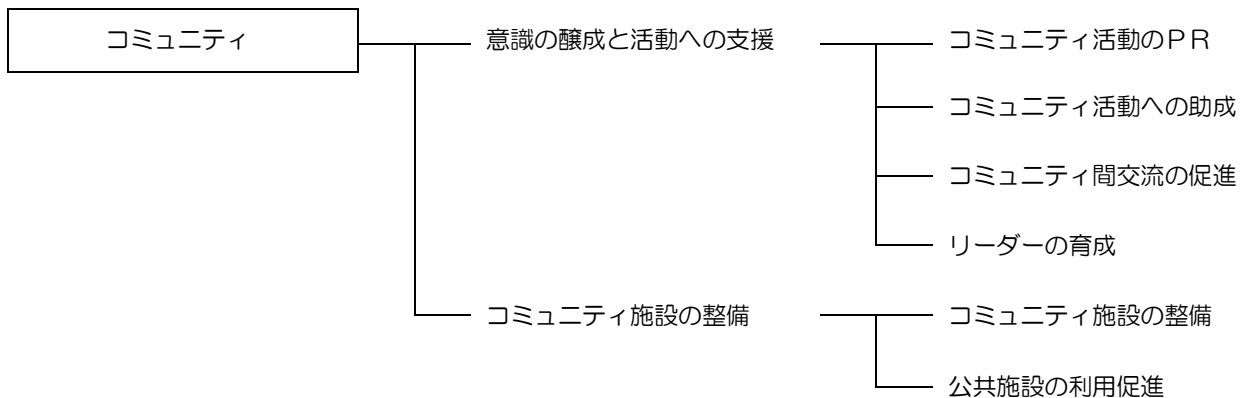 コミュニティ
意識の醸成と活動への支援
コミュニティ活動のPR
コミュニティ活動への助成
コミュニティ間交流の促進
リーダーの育成
コミュニティ施設の整備
コミュニティ施設の整備
公共施設の利用促進